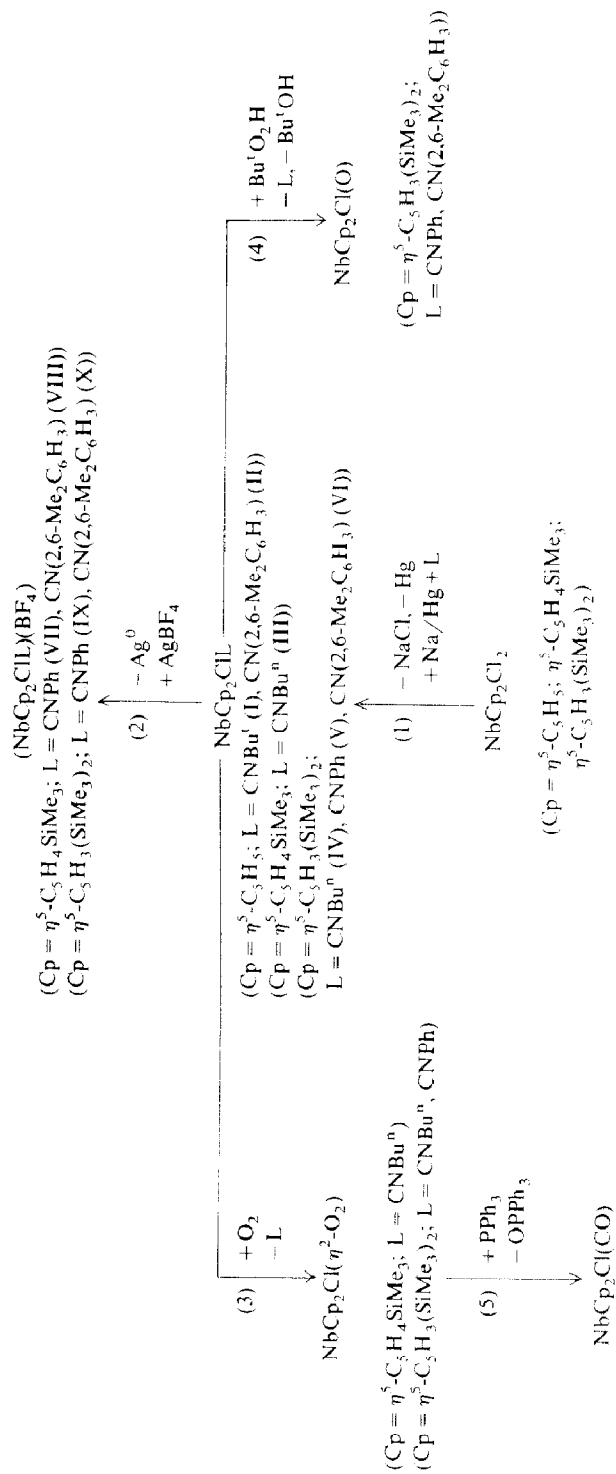 (NbCp₂ClL)(BF₄)
(Cp = η⁵-C₅H₄SiMe₃; L = CNPh (VII), CN(2,6-Me₂C₆H₃) (VIII))
(Cp = η⁵-C₅H₃(SiMe₃)₂; L = CNPh (IX), CN(2,6-Me₂C₆H₃) (X))
(2)
− Ag⁰
+ AgBF₄
NbCp₂ClL
(Cp = η⁵-C₅H₅; L = CNBuᵗ (I), CN(2,6-Me₂C₆H₃) (II))
(Cp = η⁵-C₅H₄SiMe₃; L = CNBuⁿ (III))
(Cp = η⁵-C₅H₃(SiMe₃)₂;
L = CNBuⁿ (IV), CNPh (V), CN(2,6-Me₂C₆H₃) (VI))
(3)
+ O₂
− L
NbCp₂Cl(η²-O₂)
(Cp = η⁵-C₅H₄SiMe₃; L = CNBuⁿ)
(Cp = η⁵-C₅H₃(SiMe₃)₂; L = CNBuⁿ, CNPh)
(5)
+ PPh₃
− OPPh₃
NbCp₂Cl(CO)
(4)
+ BuᵗO₂H
− L, − BuᵗOH
NbCp₂Cl(O)
(Cp = η⁵-C₅H₃(SiMe₃)₂;
L = CNPh, CN(2,6-Me₂C₆H₃))
(1)
− NaCl, − Hg
+ Na/Hg + L
NbCp₂Cl₂
(Cp = η⁵-C₅H₅; η⁵-C₅H₄SiMe₃;
η⁵-C₅H₃(SiMe₃)₂)